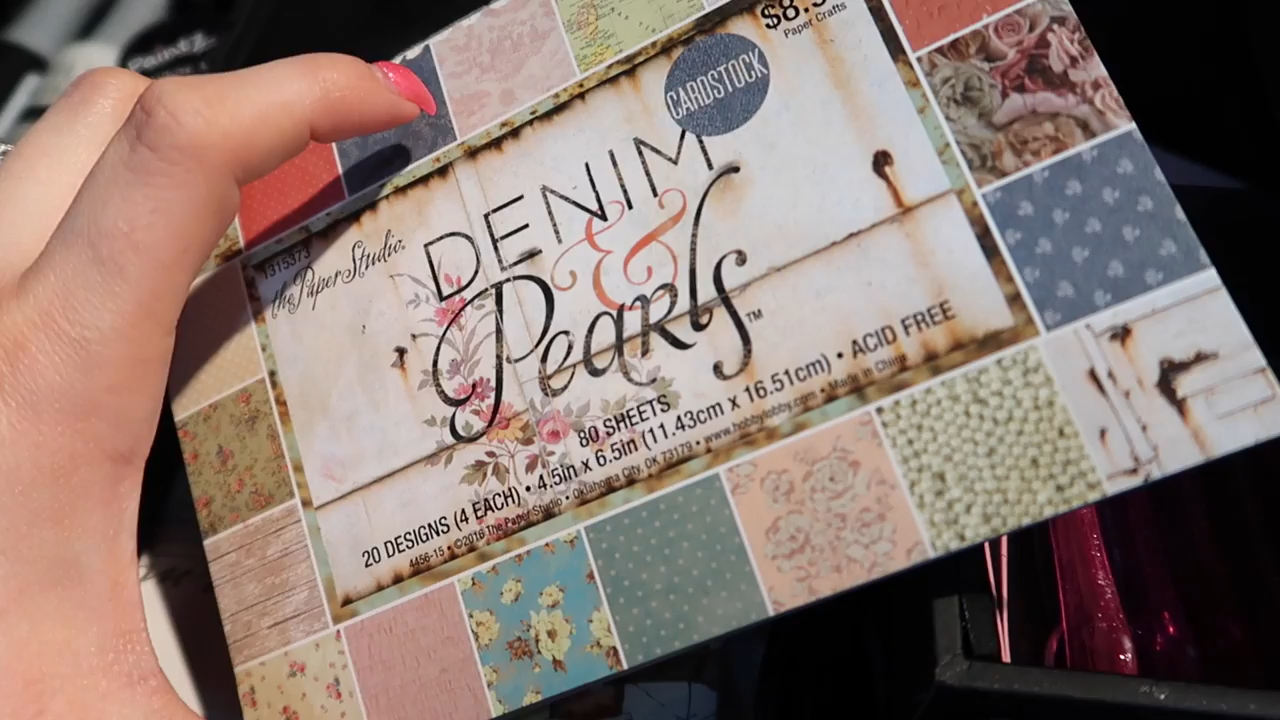 $8.9
Paper Crafts
CARDSTOCK
1315373
the Paper Studio®
DENIM
&
Pearls™
80 SHEETS
20 DESIGNS (4 EACH) • 4.5in x 6.5in (11.43cm x 16.51cm) • ACID FREE
4456-15 • ©2016 The Paper Studio • Oklahoma City, OK 73179 • www.hobbylobby.com • Made in China